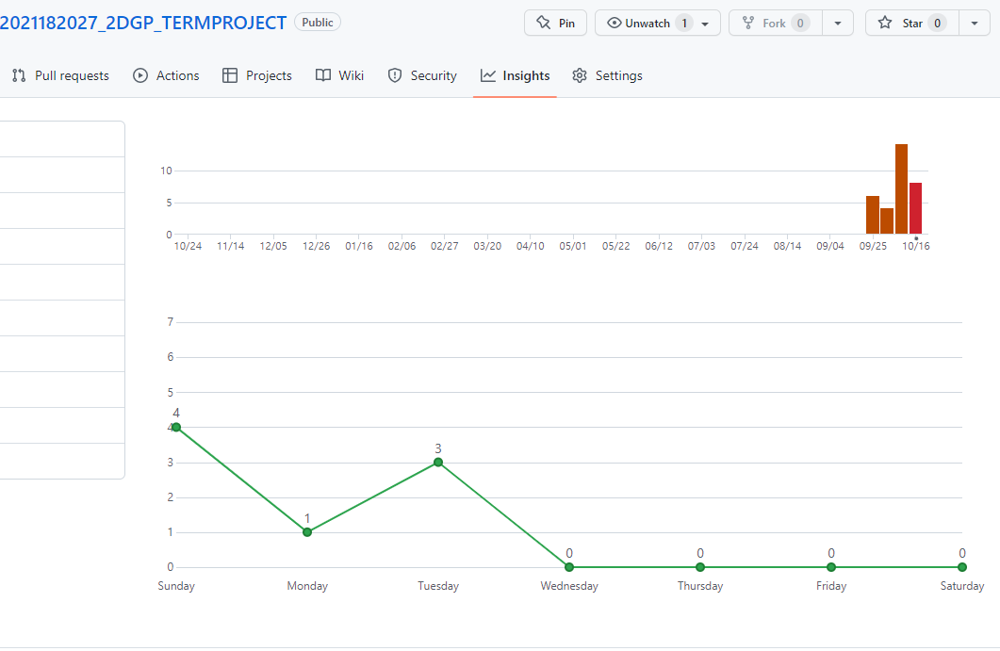 2021182027_2DGP_TERMPROJECT Public Pin Unwatch 1 Fork 0 Star 0
Pull requests Actions Projects Wiki Security Insights Settings
10
5
0
10/24 11/14 12/05 12/26 01/16 02/06 02/27 03/20 04/10 05/01 05/22 06/12 07/03 07/24 08/14 09/04 09/25 10/16
7
6
5
4
4
3
3
2
1
1
0
0 0 0 0
Sunday Monday Tuesday Wednesday Thursday Friday Saturday